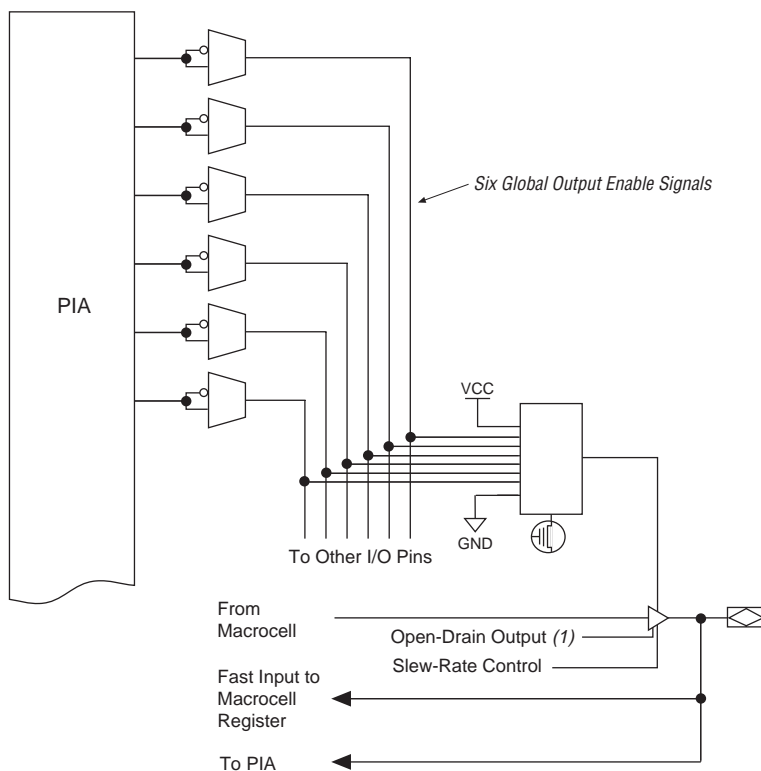 Six Global Output Enable Signals
PIA
VCC
GND
To Other I/O Pins
From
Macrocell
Open-Drain Output (1)
Slew-Rate Control
Fast Input to
Macrocell
Register
To PIA